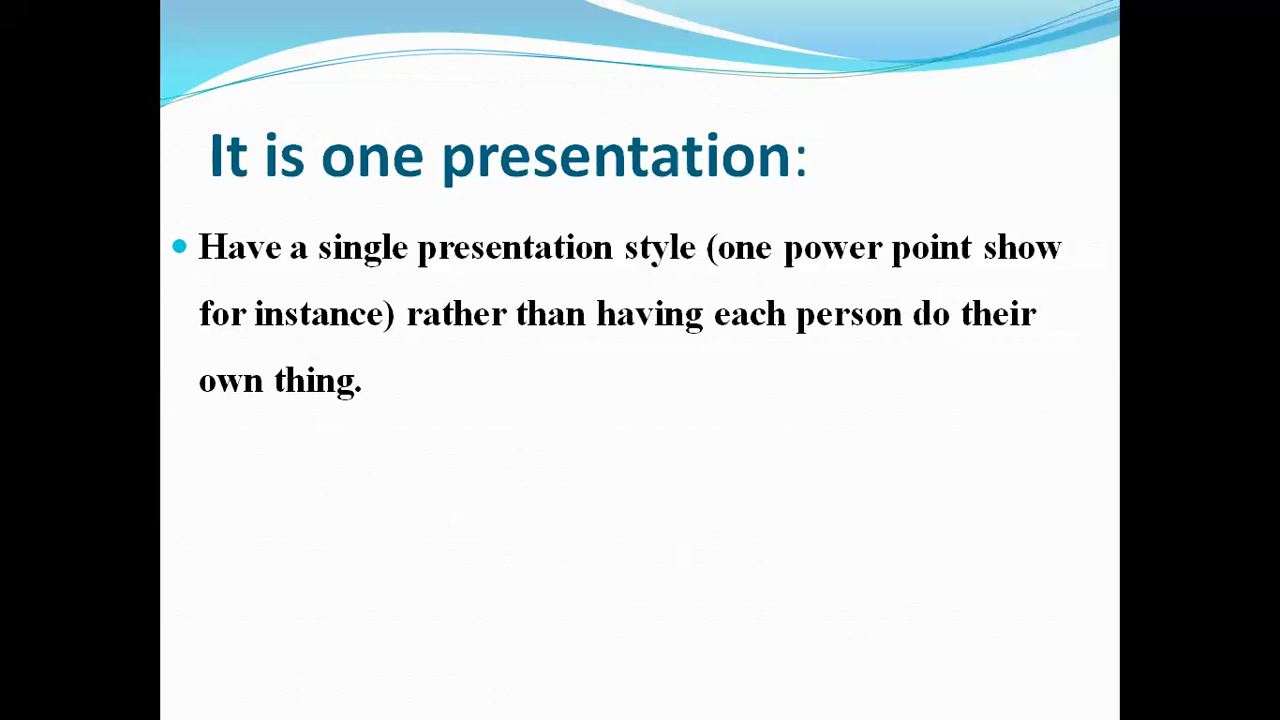 It is one presentation:
Have a single presentation style (one power point show
for instance) rather than having each person do their
own thing.